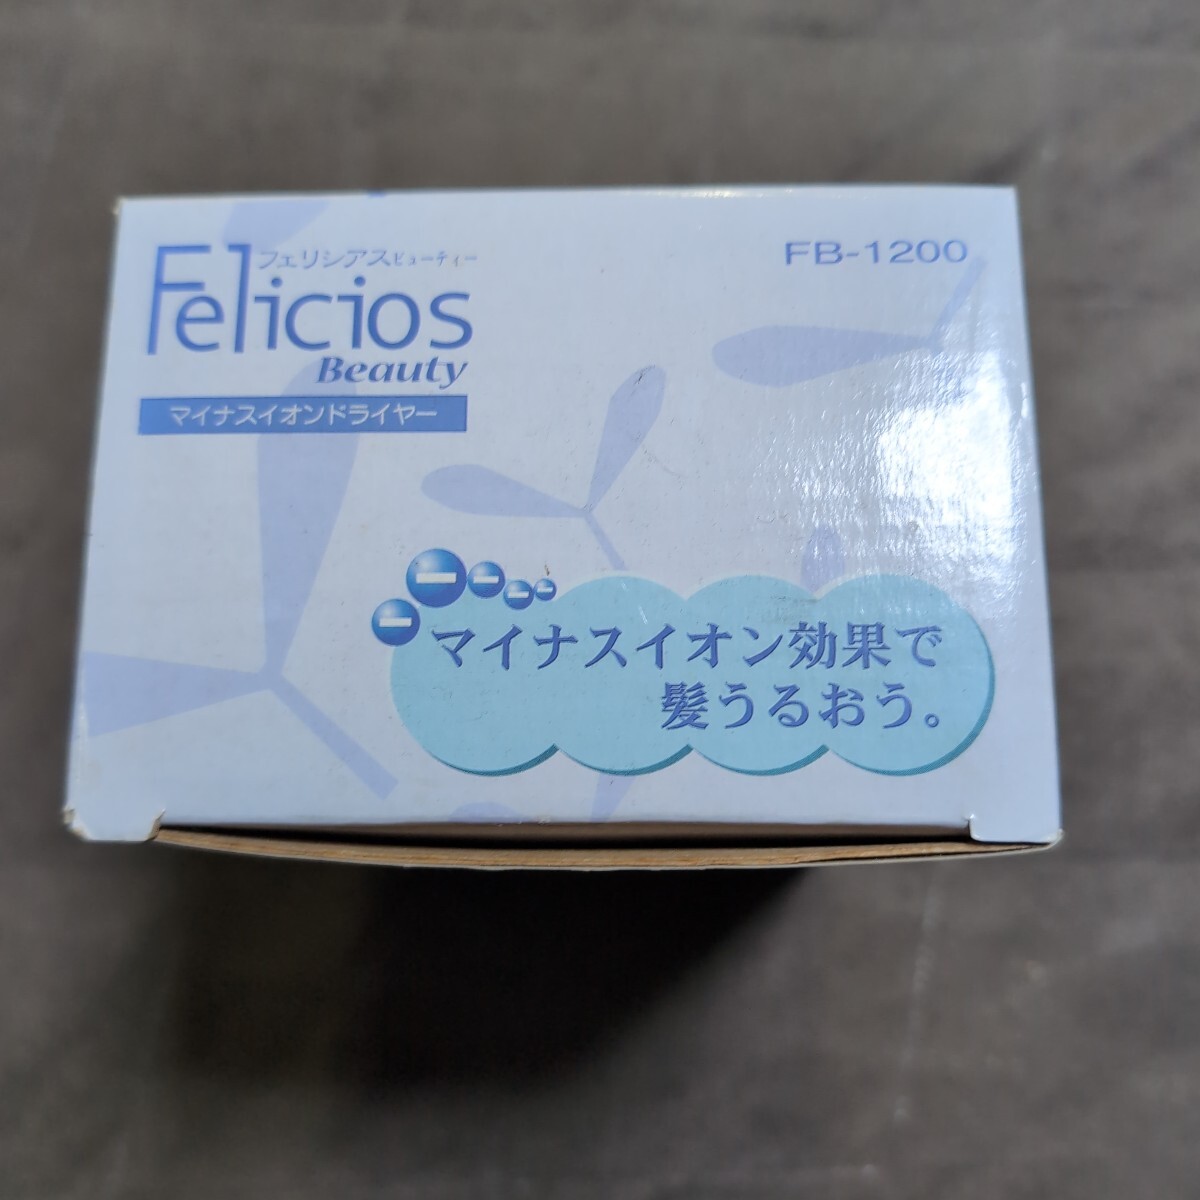 フェリシアスビューティー
Felicios
Beauty
マイナスイオンドライヤー
FB-1200
マイナスイオン効果で
髪うるおう。